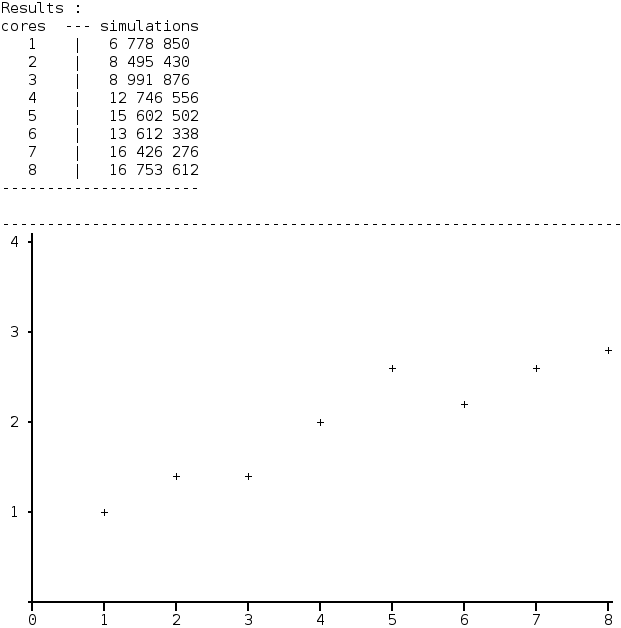 Results :
cores --- simulations
1 | 6 778 850
2 | 8 495 430
3 | 8 991 876
4 | 12 746 556
5 | 15 602 502
6 | 13 612 338
7 | 16 426 276
8 | 16 753 612
----------------------
---------------------------------------------------------------------
4
3
2
1
0 1 2 3 4 5 6 7 8